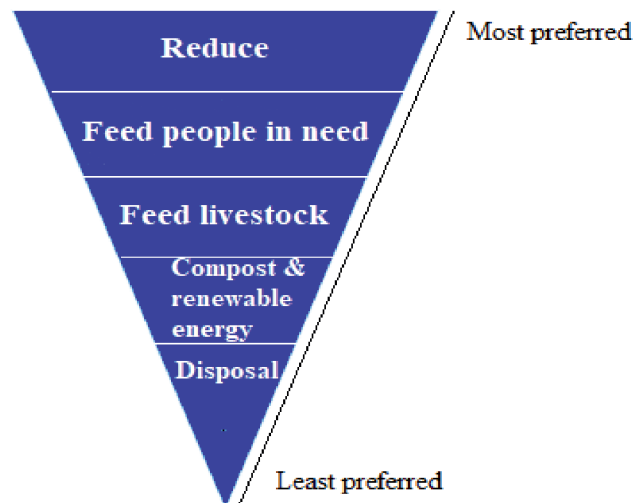 Reduce
Most preferred
Feed people in need
Feed livestock
Compost &
renewable
energy
Disposal
Least preferred